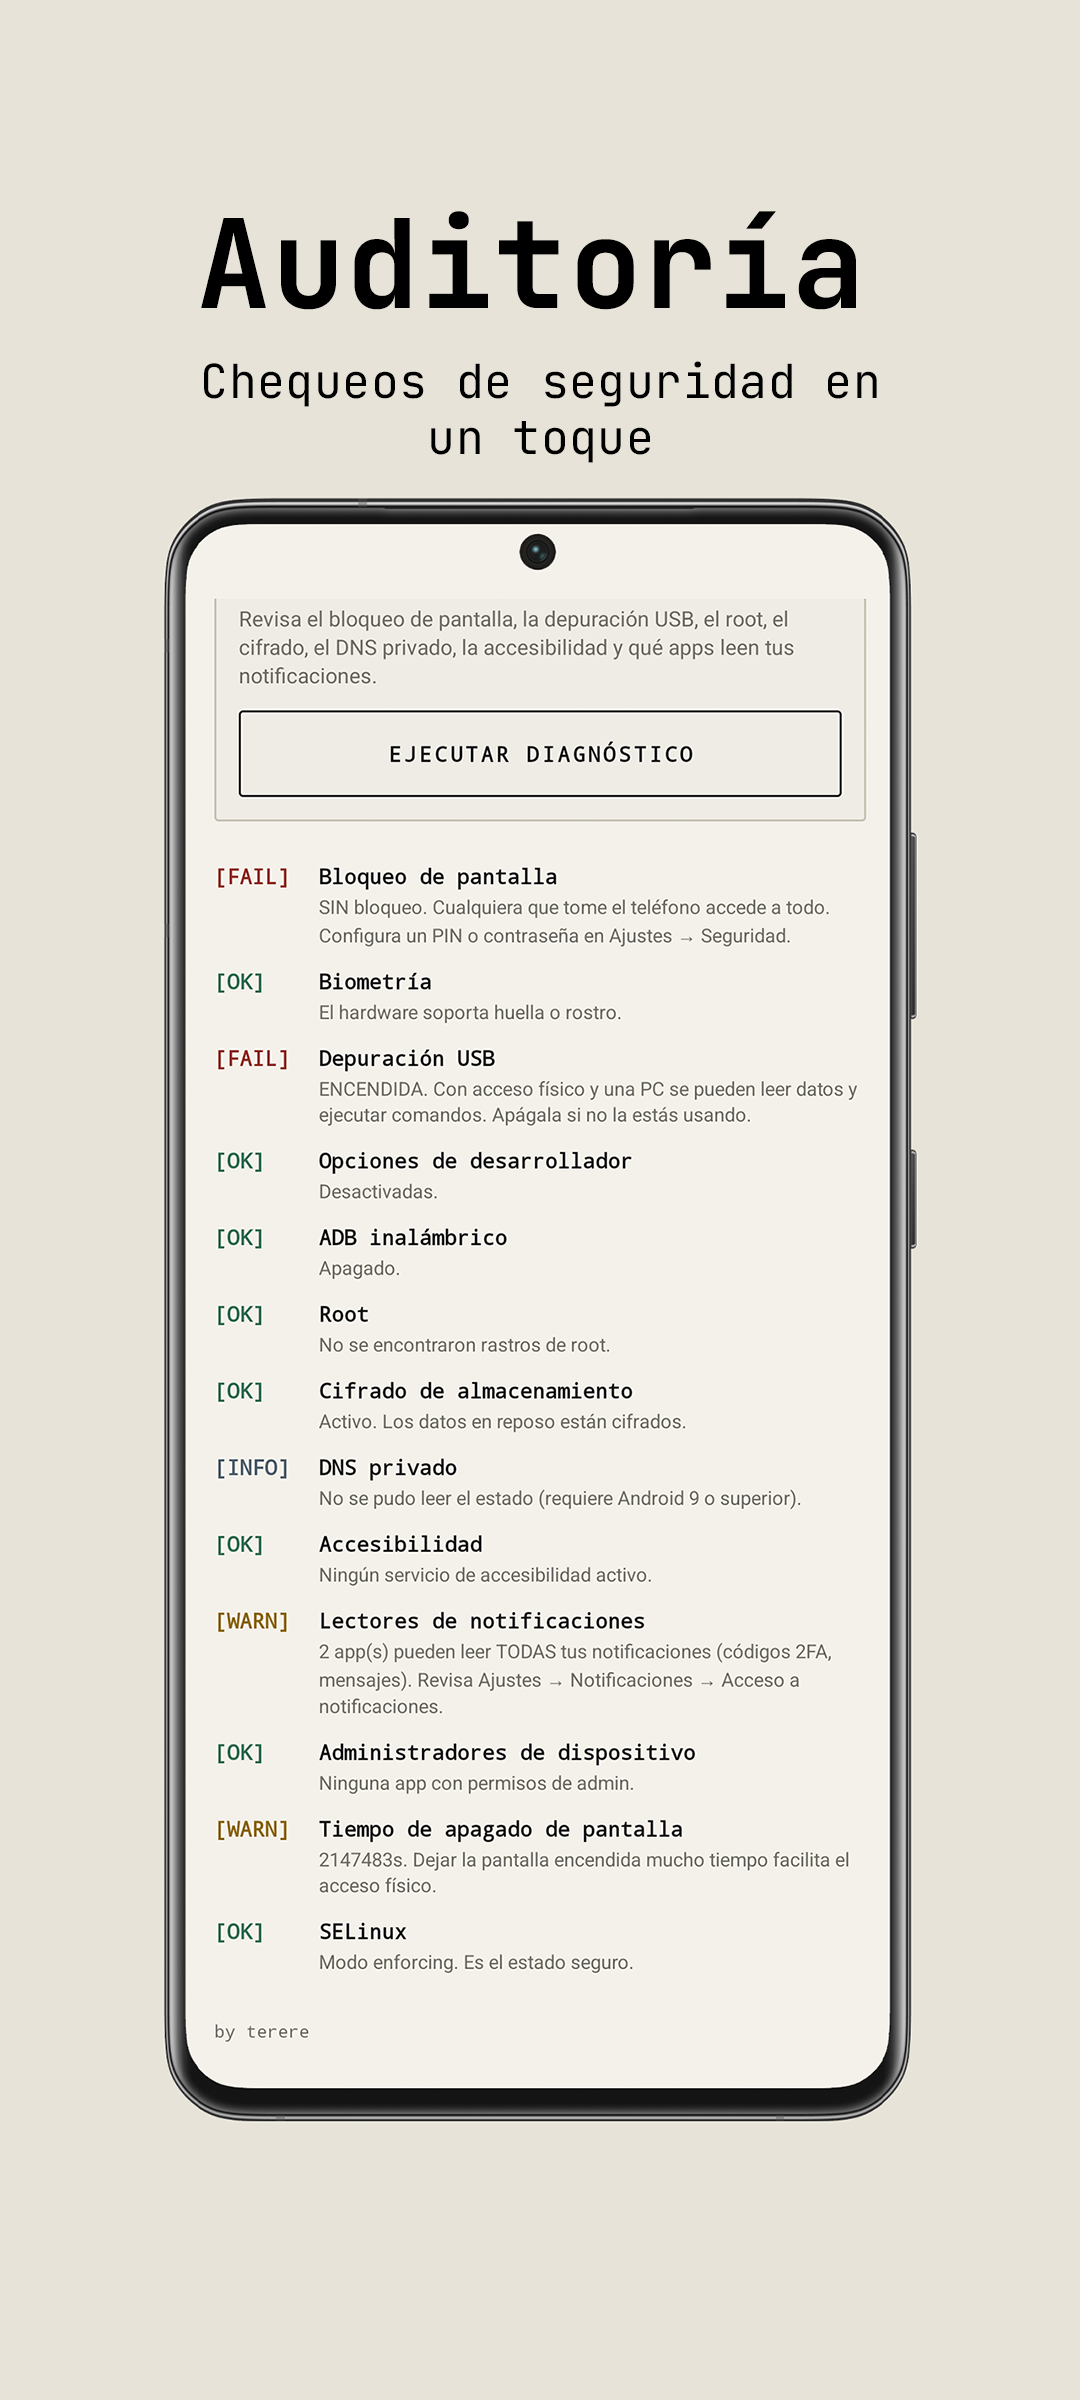 Auditoría
Chequeos de seguridad en
un toque
Revisa el bloqueo de pantalla, la depuración USB, el root, el
cifrado, el DNS privado, la accesibilidad y qué apps leen tus
notificaciones.
EJECUTAR DIAGNÓSTICO
[FAIL] Bloqueo de pantalla
SIN bloqueo. Cualquiera que tome el teléfono accede a todo.
Configura un PIN o contraseña en Ajustes → Seguridad.
[OK] Biometría
El hardware soporta huella o rostro.
[FAIL] Depuración USB
ENCENDIDA. Con acceso físico y una PC se pueden leer datos y
ejecutar comandos. Apágala si no la estás usando.
[OK] Opciones de desarrollador
Desactivadas.
[OK] ADB inalámbrico
Apagado.
[OK] Root
No se encontraron rastros de root.
[OK] Cifrado de almacenamiento
Activo. Los datos en reposo están cifrados.
[INFO] DNS privado
No se pudo leer el estado (requiere Android 9 o superior).
[OK] Accesibilidad
Ningún servicio de accesibilidad activo.
[WARN] Lectores de notificaciones
2 app(s) pueden leer TODAS tus notificaciones (códigos 2FA,
mensajes). Revisa Ajustes → Notificaciones → Acceso a
notificaciones.
[OK] Administradores de dispositivo
Ninguna app con permisos de admin.
[WARN] Tiempo de apagado de pantalla
2147483s. Dejar la pantalla encendida mucho tiempo facilita el
acceso físico.
[OK] SELinux
Modo enforcing. Es el estado seguro.
by terere